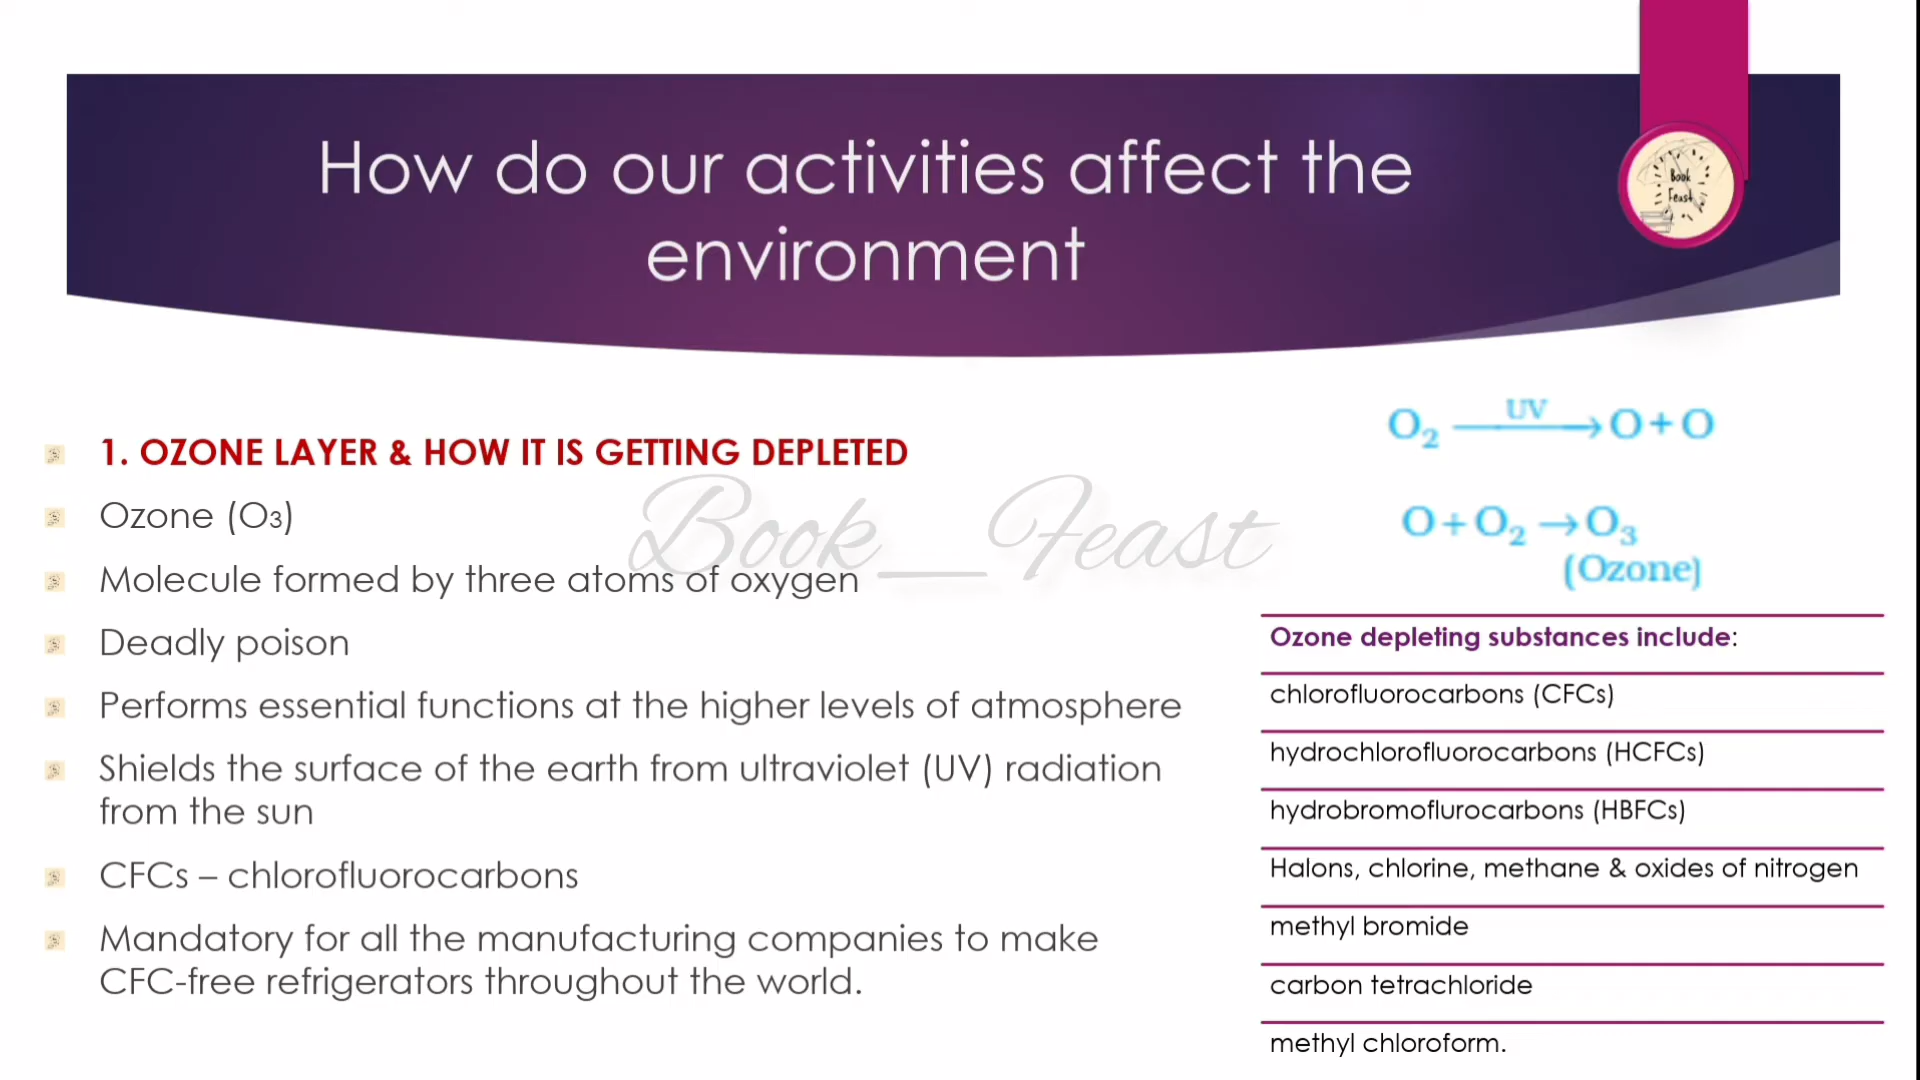 How do our activities affect the
environment
Book
Feast
1. OZONE LAYER & HOW IT IS GETTING DEPLETED
Ozone (O₃)
Molecule formed by three atoms of oxygen
Deadly poison
Performs essential functions at the higher levels of atmosphere
Shields the surface of the earth from ultraviolet (UV) radiation
from the sun
CFCs – chlorofluorocarbons
Mandatory for all the manufacturing companies to make
CFC-free refrigerators throughout the world.
Book_Feast
UV
O₂ → O + O
O + O₂ → O₃
(Ozone)
Ozone depleting substances include:
chlorofluorocarbons (CFCs)
hydrochlorofluorocarbons (HCFCs)
hydrobromoflurocarbons (HBFCs)
Halons, chlorine, methane & oxides of nitrogen
methyl bromide
carbon tetrachloride
methyl chloroform.